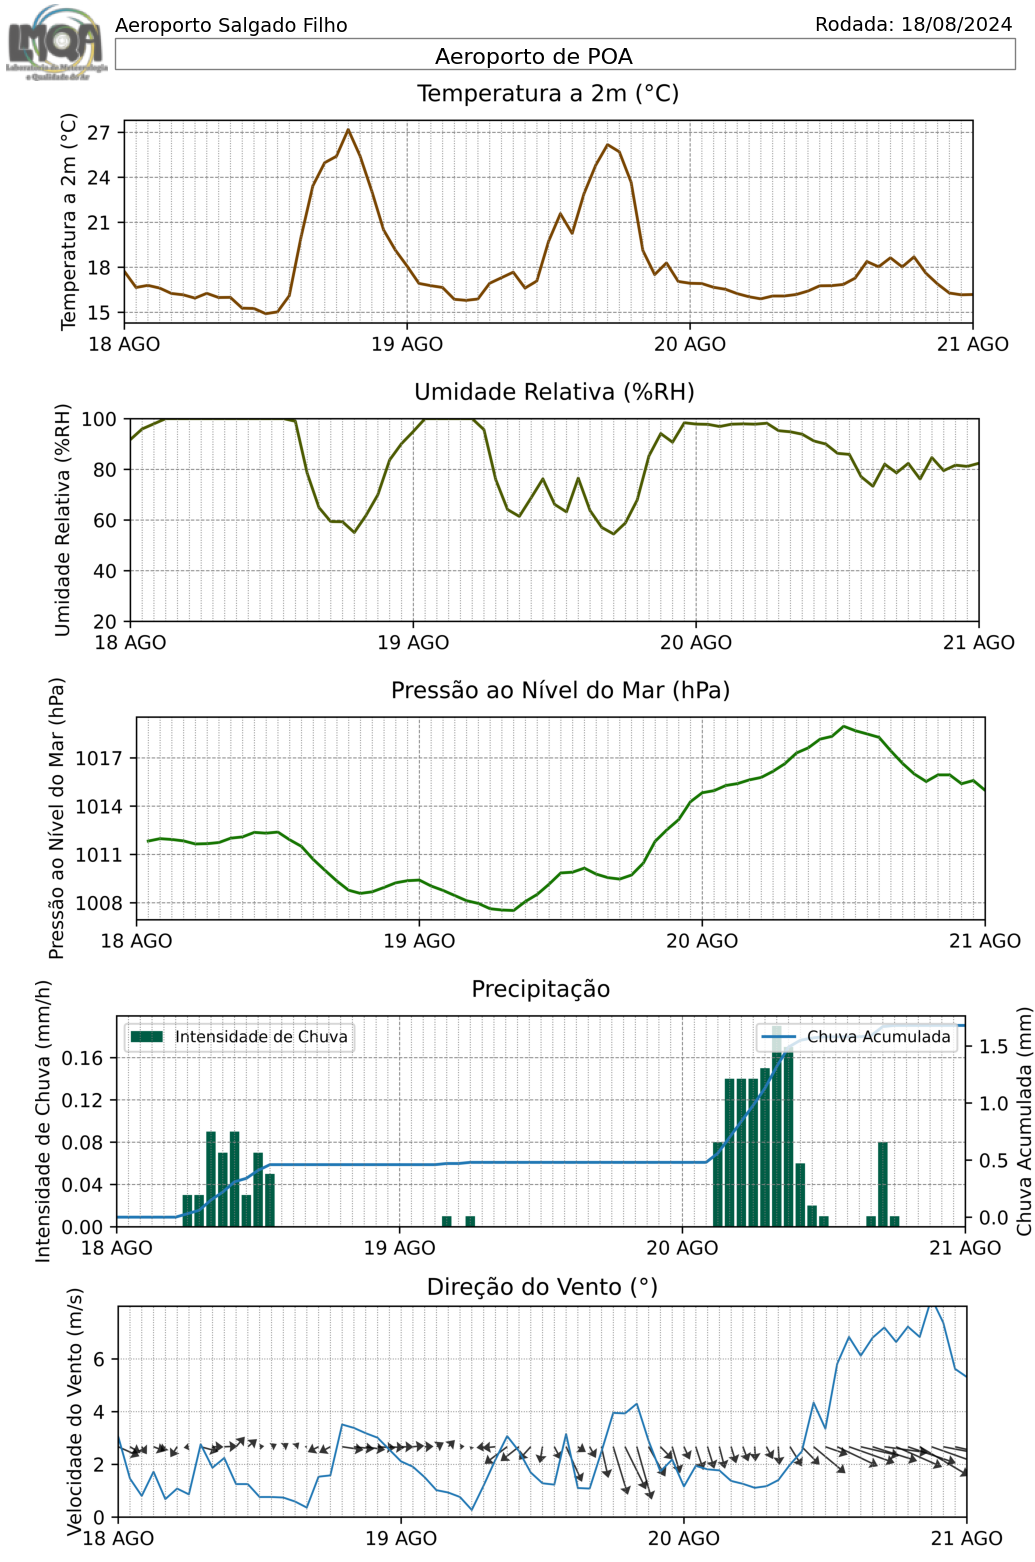 LMQA
Laboratório de Meteorologia
e Qualidade do Ar
Aeroporto Salgado Filho
Rodada: 18/08/2024
Aeroporto de POA
Temperatura a 2m (°C)
Temperatura a 2m (°C)
27
24
21
18
15
18 AGO
19 AGO
20 AGO
21 AGO
Umidade Relativa (%RH)
Umidade Relativa (%RH)
100
80
60
40
20
18 AGO
19 AGO
20 AGO
21 AGO
Pressão ao Nível do Mar (hPa)
Pressão ao Nível do Mar (hPa)
1017
1014
1011
1008
18 AGO
19 AGO
20 AGO
21 AGO
Precipitação
Intensidade de Chuva (mm/h)
Intensidade de Chuva
Chuva Acumulada
Chuva Acumulada (mm)
0.16
0.12
0.08
0.04
0.00
1.5
1.0
0.5
0.0
18 AGO
19 AGO
20 AGO
21 AGO
Direção do Vento (°)
Velocidade do Vento (m/s)
6
4
2
0
18 AGO
19 AGO
20 AGO
21 AGO